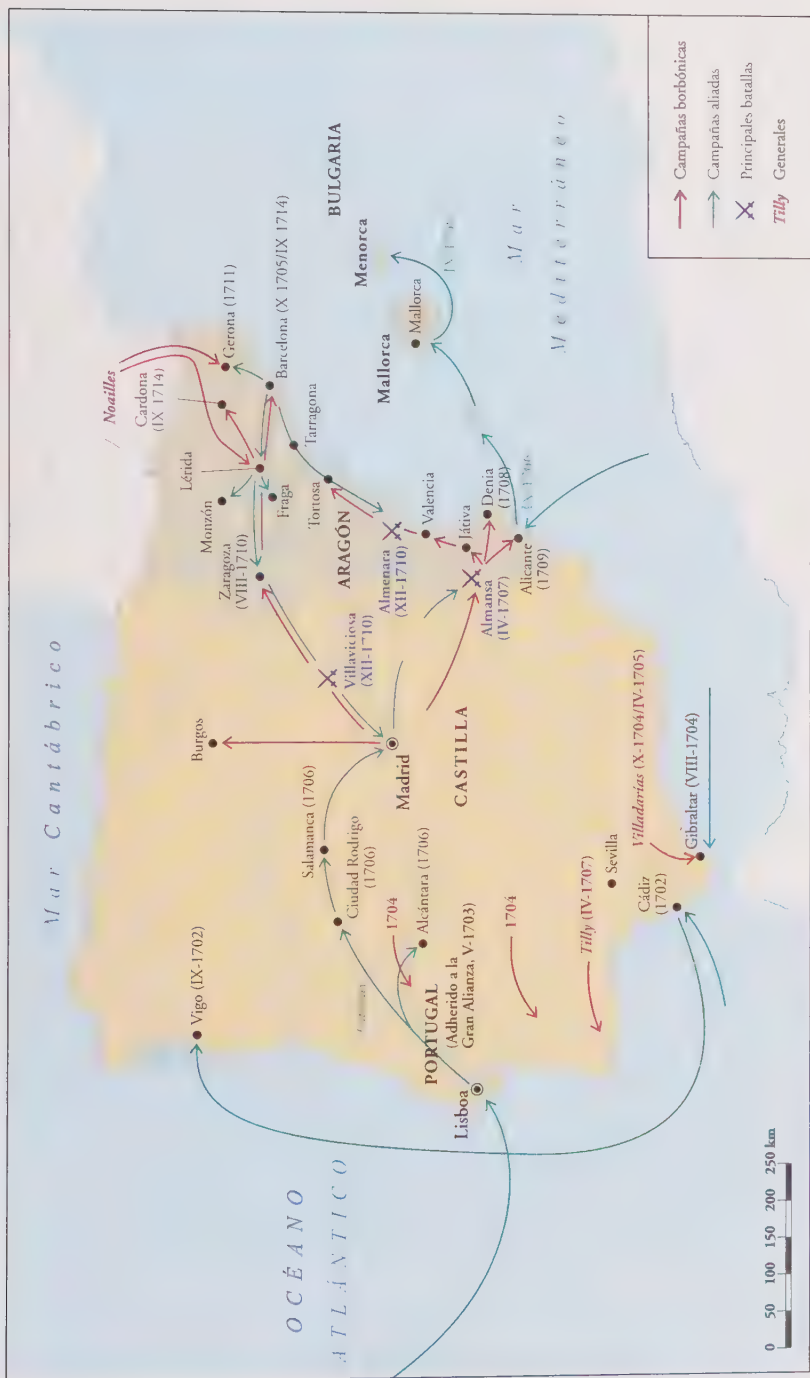 Mar Cantábrico
OCÉANO
ATLÁNTICO
Mar
Mediterráneo
Vigo (IX-1702)
Burgos
Salamanca (1706)
Ciudad Rodrigo
(1706)
1704
Alcántara (1706)
PORTUGAL
(Adherido a la
Gran Alianza, V-1703)
Lisboa
1704
Tilly (IV-1707)
Sevilla
Cádiz
(1702)
Villadarias (X-1704/IV-1705)
Gibraltar (VIII-1704)
Madrid
CASTILLA
Villaviciosa
(XII-1710)
Zaragoza
(VIII-1710)
Monzón
Lérida
Fraga
Noailles
Cardona
(IX 1714)
Gerona (1711)
Barcelona (X 1705/IX 1714)
Tarragona
Tortosa
ARAGÓN
Almenara
(XII-1710)
Valencia
Játiva
Almansa
(IV-1707)
Denia
(1708)
Alicante
(1709)
Mallorca
Mallorca
Menorca
BULGARIA
Campañas borbónicas
Campañas aliadas
Principales batallas
Tilly Generales
0 50 100 150 200 250 km